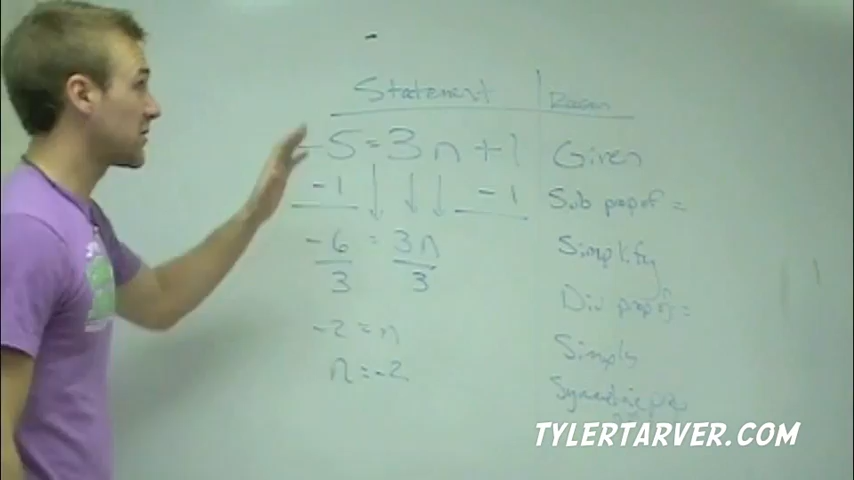 Statement Reason
-5 = 3n + 1 Given
-1 -1 Sub prop of =
-6 = 3n Simplify
3 3 Div prop of =
-2 = n Simply
n = -2 Symmetric
TYLERTARVER.COM